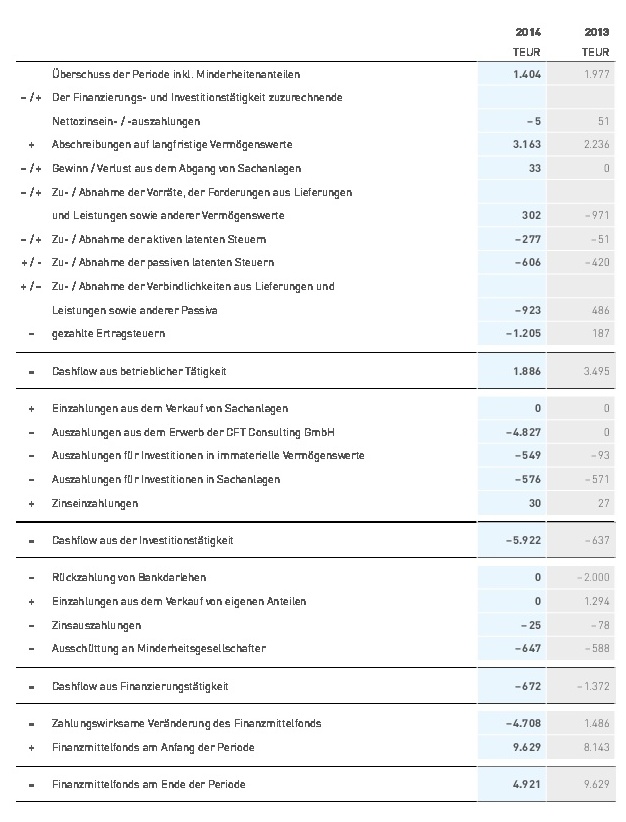 2014 2013
TEUR TEUR
Überschuss der Periode inkl. Minderheitenanteilen 1.404 1.977
– / + Der Finanzierungs- und Investitionstätigkeit zuzurechnende
Nettozinsein- / -auszahlungen – 5 51
+ Abschreibungen auf langfristige Vermögenswerte 3.163 2.236
– / + Gewinn / Verlust aus dem Abgang von Sachanlagen 33 0
– / + Zu- / Abnahme der Vorräte, der Forderungen aus Lieferungen
und Leistungen sowie anderer Vermögenswerte 302 – 971
– / + Zu- / Abnahme der aktiven latenten Steuern – 277 – 51
+ / - Zu- / Abnahme der passiven latenten Steuern – 606 – 420
+ / – Zu- / Abnahme der Verbindlichkeiten aus Lieferungen und
Leistungen sowie anderer Passiva – 923 486
– gezahlte Ertragsteuern – 1.205 187
= Cashflow aus betrieblicher Tätigkeit 1.886 3.495
+ Einzahlungen aus dem Verkauf von Sachanlagen 0 0
– Auszahlungen aus dem Erwerb der CFT Consulting GmbH – 4.827 0
– Auszahlungen für Investitionen in immaterielle Vermögenswerte – 549 – 93
– Auszahlungen für Investitionen in Sachanlagen – 576 – 571
+ Zinseinzahlungen 30 27
= Cashflow aus der Investitionstätigkeit – 5.922 – 637
– Rückzahlung von Bankdarlehen 0 – 2.000
+ Einzahlungen aus dem Verkauf von eigenen Anteilen 0 1.294
– Zinsauszahlungen – 25 – 78
– Ausschüttung an Minderheitsgesellschafter – 647 – 588
= Cashflow aus Finanzierungstätigkeit – 672 – 1.372
= Zahlungswirksame Veränderung des Finanzmittelfonds – 4.708 1.486
+ Finanzmittelfonds am Anfang der Periode 9.629 8.143
= Finanzmittelfonds am Ende der Periode 4.921 9.629